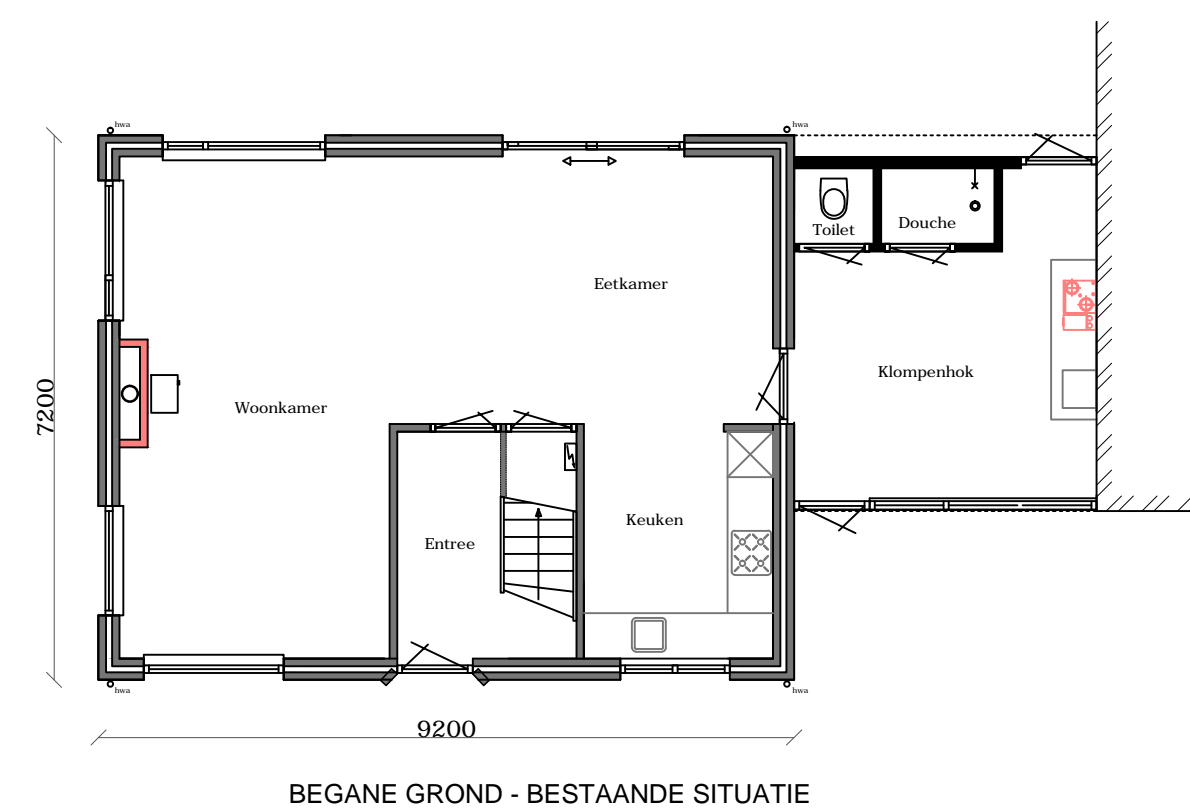 hwa
hwa
Toilet
Douche
Eetkamer
Klompenhok
7200
Woonkamer
Keuken
Entree
hwa
hwa
9200
BEGANE GROND - BESTAANDE SITUATIE